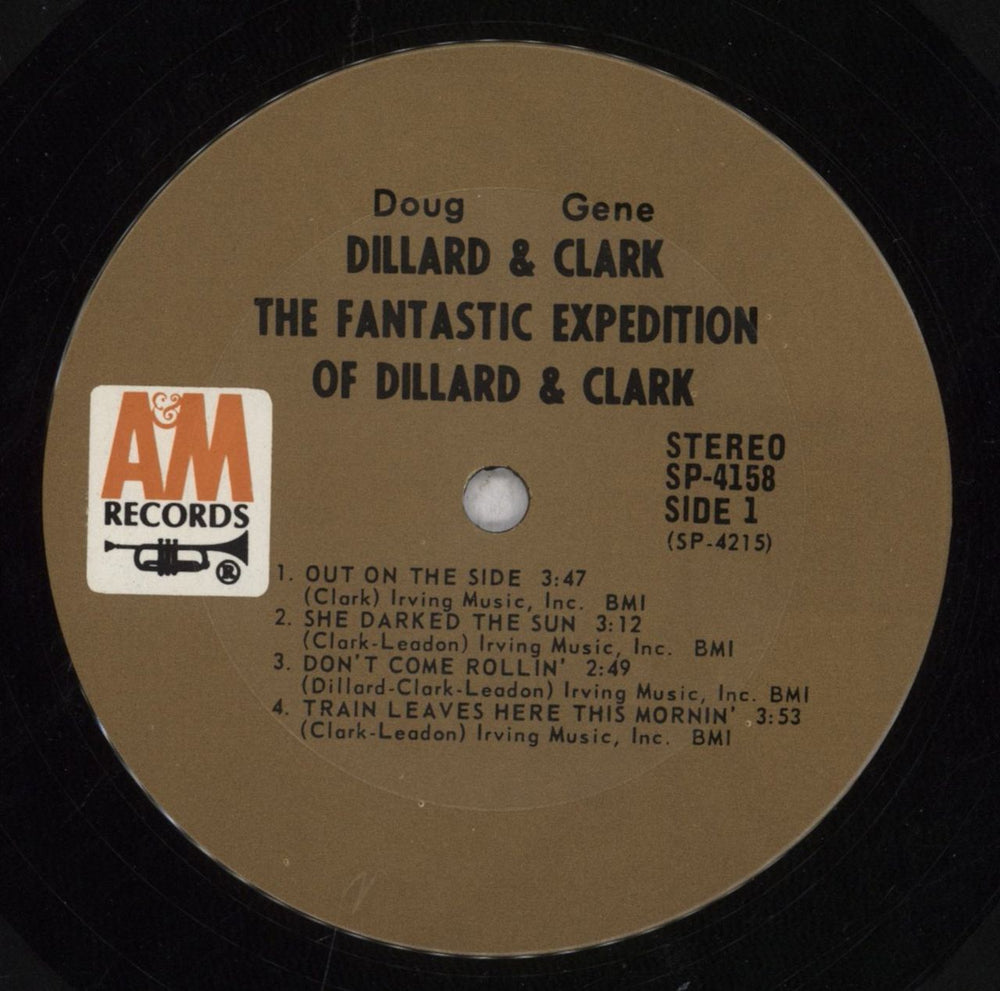 Doug Gene
DILLARD & CLARK
THE FANTASTIC EXPEDITION
OF DILLARD & CLARK
A&M
RECORDS
®
STEREO
SP-4158
SIDE 1
(SP-4215)
1. OUT ON THE SIDE 3:47
(Clark) Irving Music, Inc. BMI
2. SHE DARKED THE SUN 3:12
(Clark-Leadon) Irving Music, Inc. BMI
3. DON'T COME ROLLIN' 2:49
(Dillard-Clark-Leadon) Irving Music, Inc. BMI
4. TRAIN LEAVES HERE THIS MORNIN' 3:53
(Clark-Leadon) Irving Music, Inc. BMI